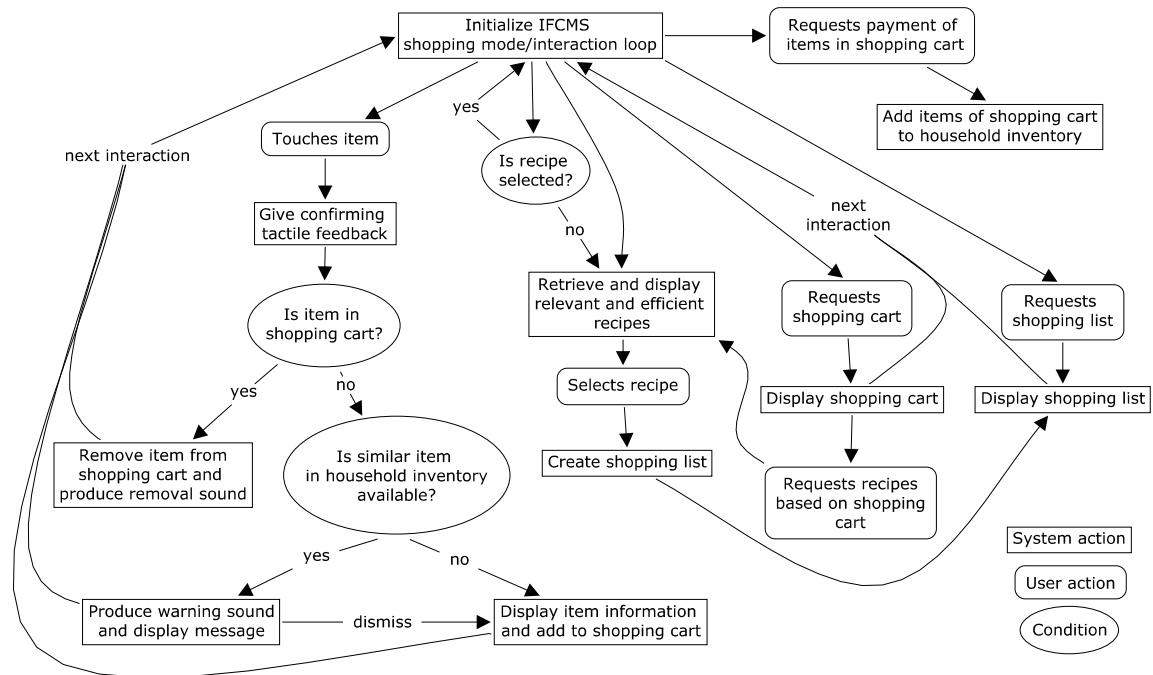 Initialize IFCMS
shopping mode/interaction loop
Requests payment of
items in shopping cart
Add items of shopping cart
to household inventory
yes
Touches item
next interaction
Is recipe
selected?
Give confirming
tactile feedback
next
interaction
no
Retrieve and display
relevant and efficient
recipes
Requests
shopping cart
Requests
shopping list
Is item in
shopping cart?
yes
no
Selects recipe
Display shopping cart
Display shopping list
Remove item from
shopping cart and
produce removal sound
Is similar item
in household inventory
available?
Create shopping list
Requests recipes
based on shopping
cart
System action
yes
no
User action
Produce warning sound
and display message
dismiss
Display item information
and add to shopping cart
Condition